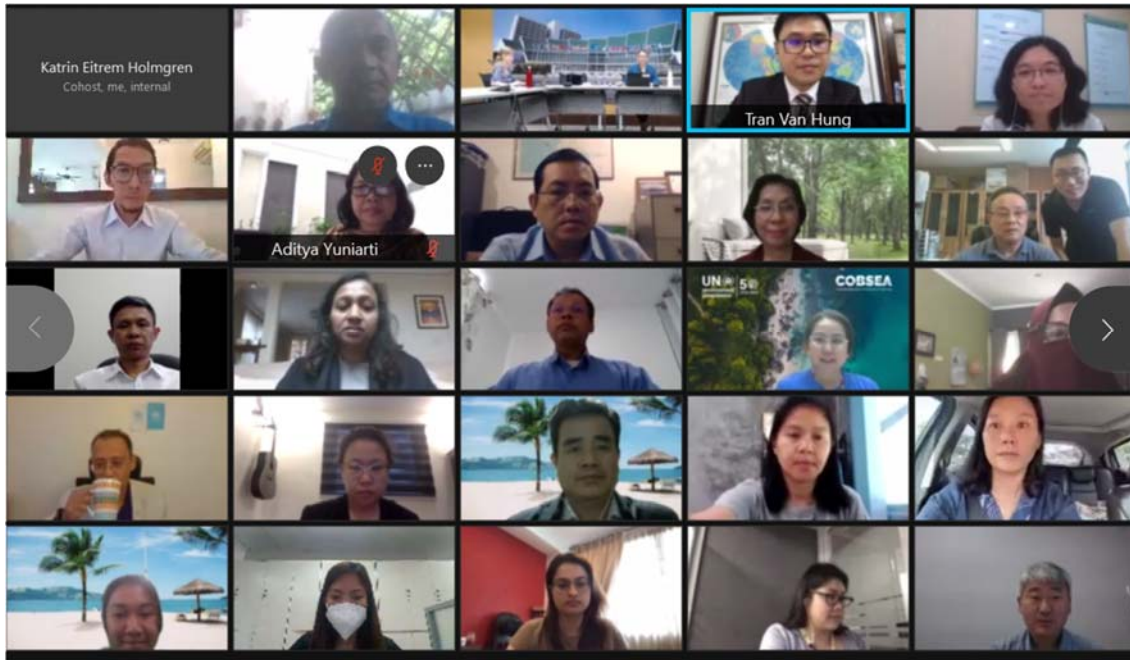 Katrin Eitrem Holmgren
Cohost, me, internal
Tran Van Hung
Aditya Yuniarti
UN
50
COBSEA